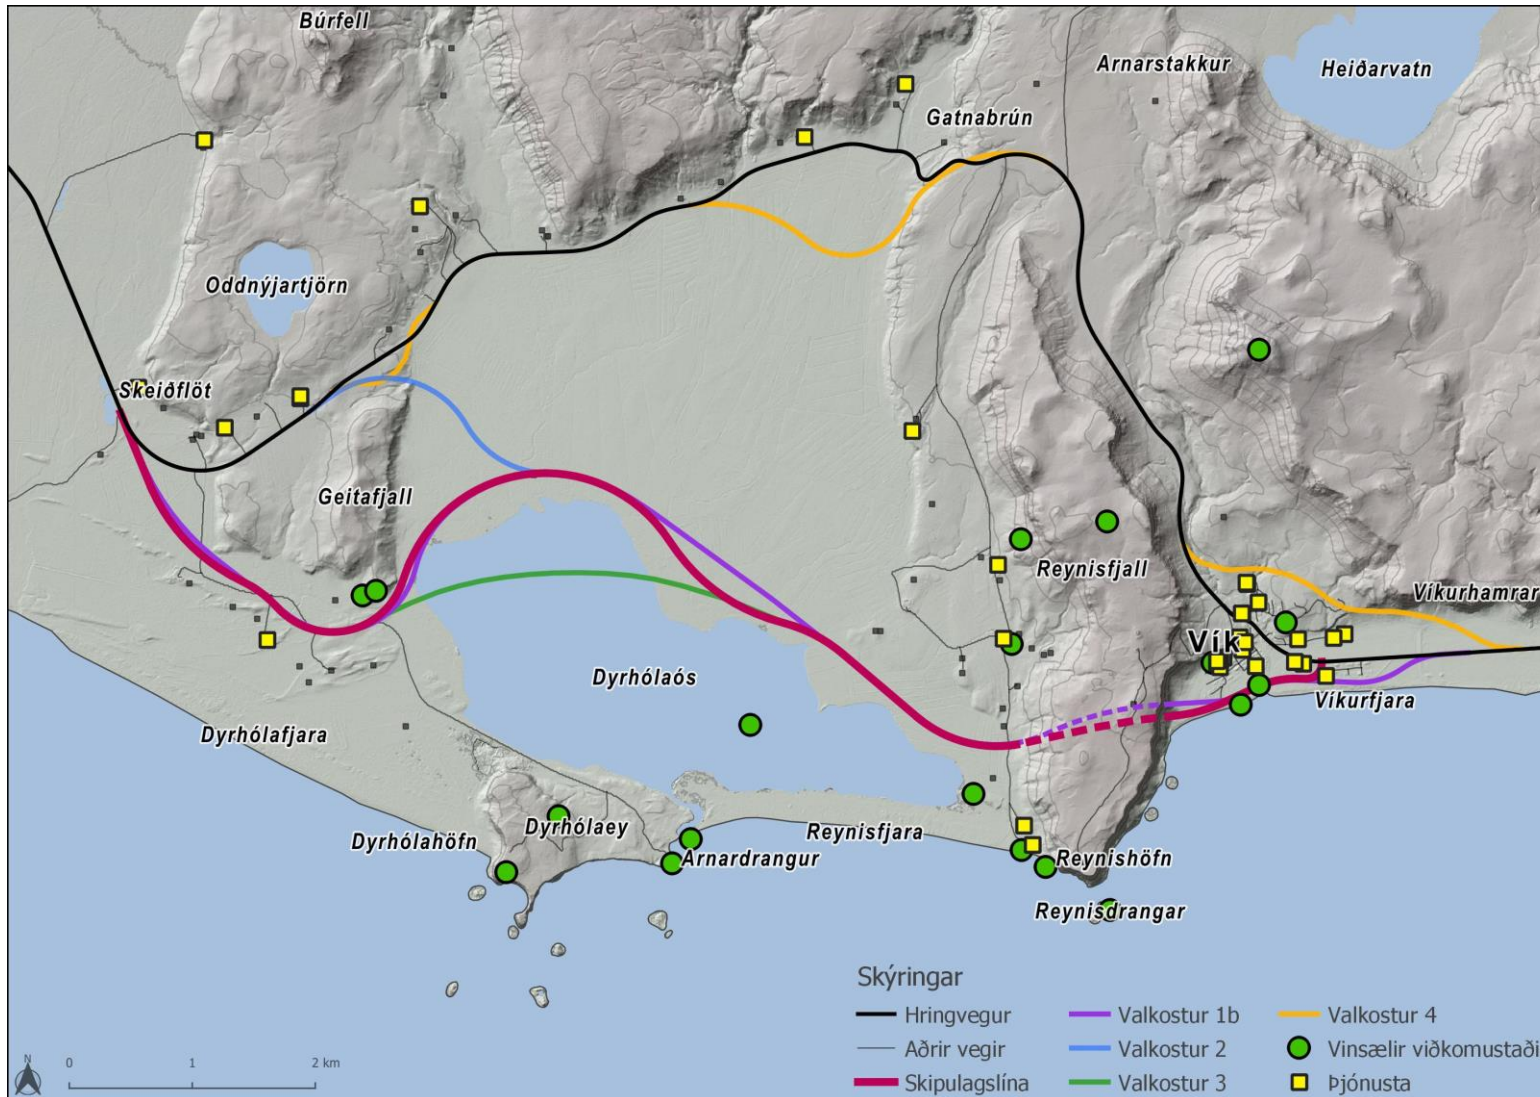 Búrfell
Arnarstakkur
Heiðarvatn
Gatnabrún
Oddnýjartjörn
Skeiðflöt
Geitafjall
Reynisfjall
Víkurhamrar
Vík
Dyrhólaós
Víkurfjara
Dyrhólafjara
Dyrhólahöfn
Dyrhólaey
Reynisfjara
Arnardrangur
Reynishöfn
Reynisdrangar
Skýringar
Hringvegur
Valkostur 1b
Valkostur 4
Aðrir vegir
Valkostur 2
Vinsælir viðkomustaði
Skipulagslína
Valkostur 3
Þjónusta
N
0 1 2 km